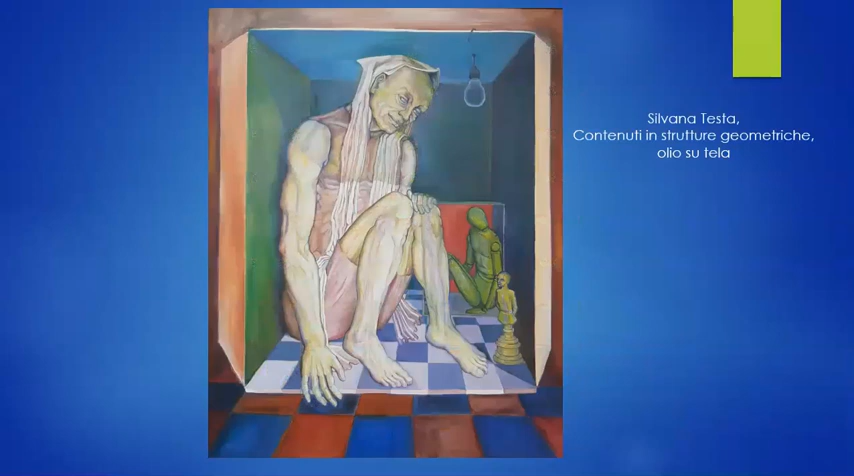 Silvana Testa,
Contenuti in strutture geometriche,
olio su tela